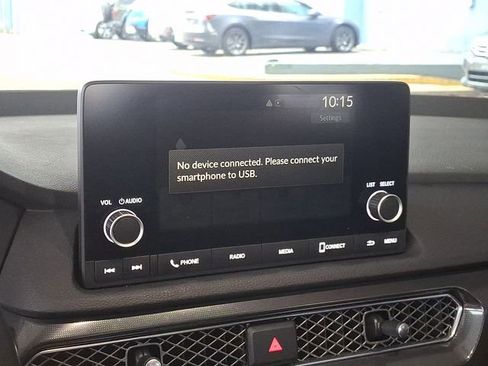 10:15
Settings
No device connected. Please connect your
smartphone to USB.
VOL AUDIO
LIST SELECT
PHONE RADIO MEDIA CONNECT MENU